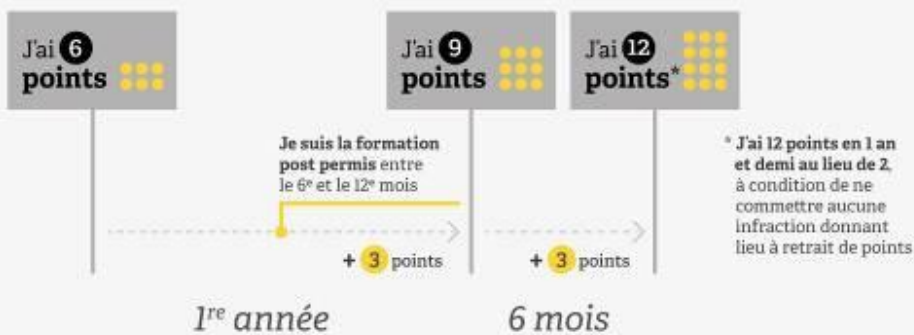 J'ai 6
points
J'ai 9
points
J'ai 12
points*
Je suis la formation
post permis entre
le 6e et le 12e mois
* J'ai 12 points en 1 an
et demi au lieu de 2,
à condition de ne
commettre aucune
infraction donnant
lieu à retrait de points
+ 3 points
+ 3 points
1re année
6 mois